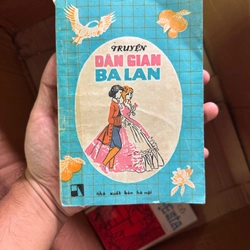 TRUYỆN
DÂN GIAN
BA LAN
nhà xuất bản hà nội